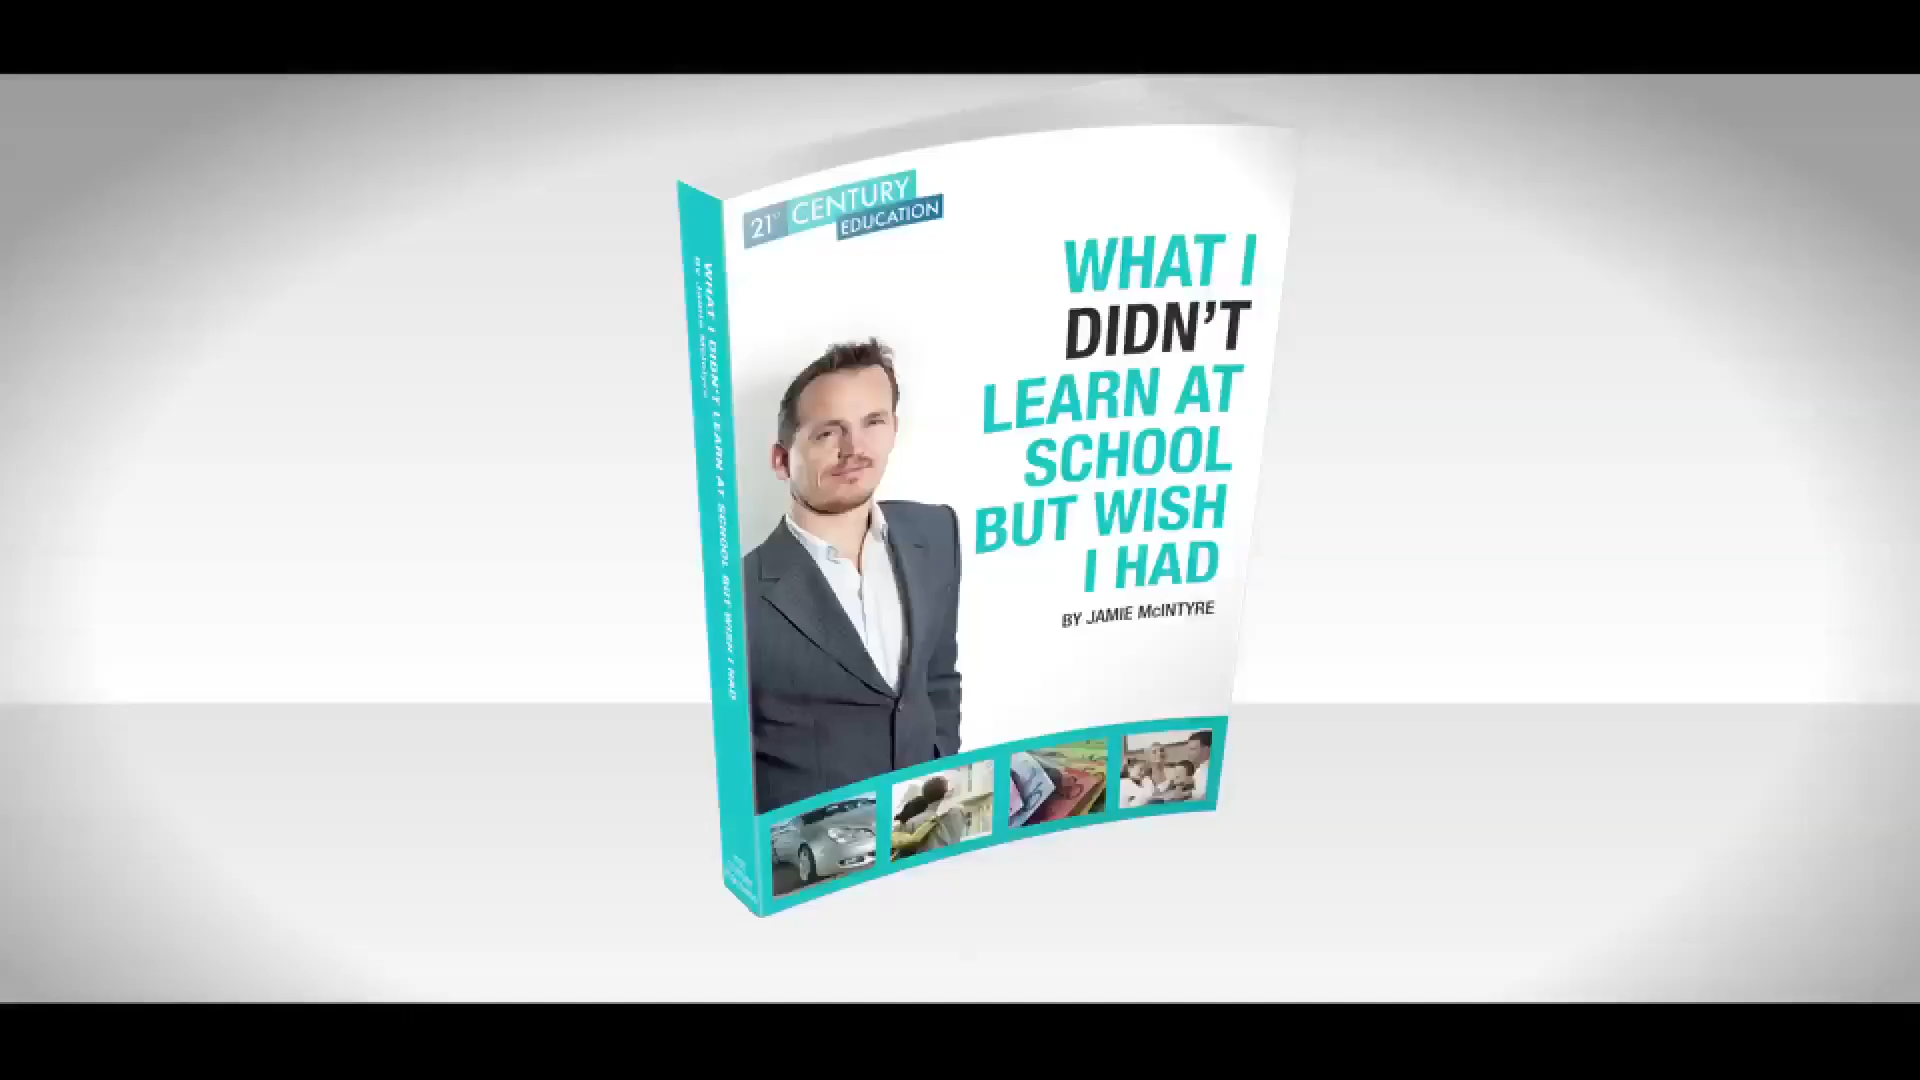 21ST CENTURY
EDUCATION
WHAT I
DIDN'T
LEARN AT
SCHOOL
BUT WISH
I HAD
BY JAMIE McINTYRE
WHAT I DIDN'T LEARN AT SCHOOL BUT WISH I HAD
BY Jamie McIntyre